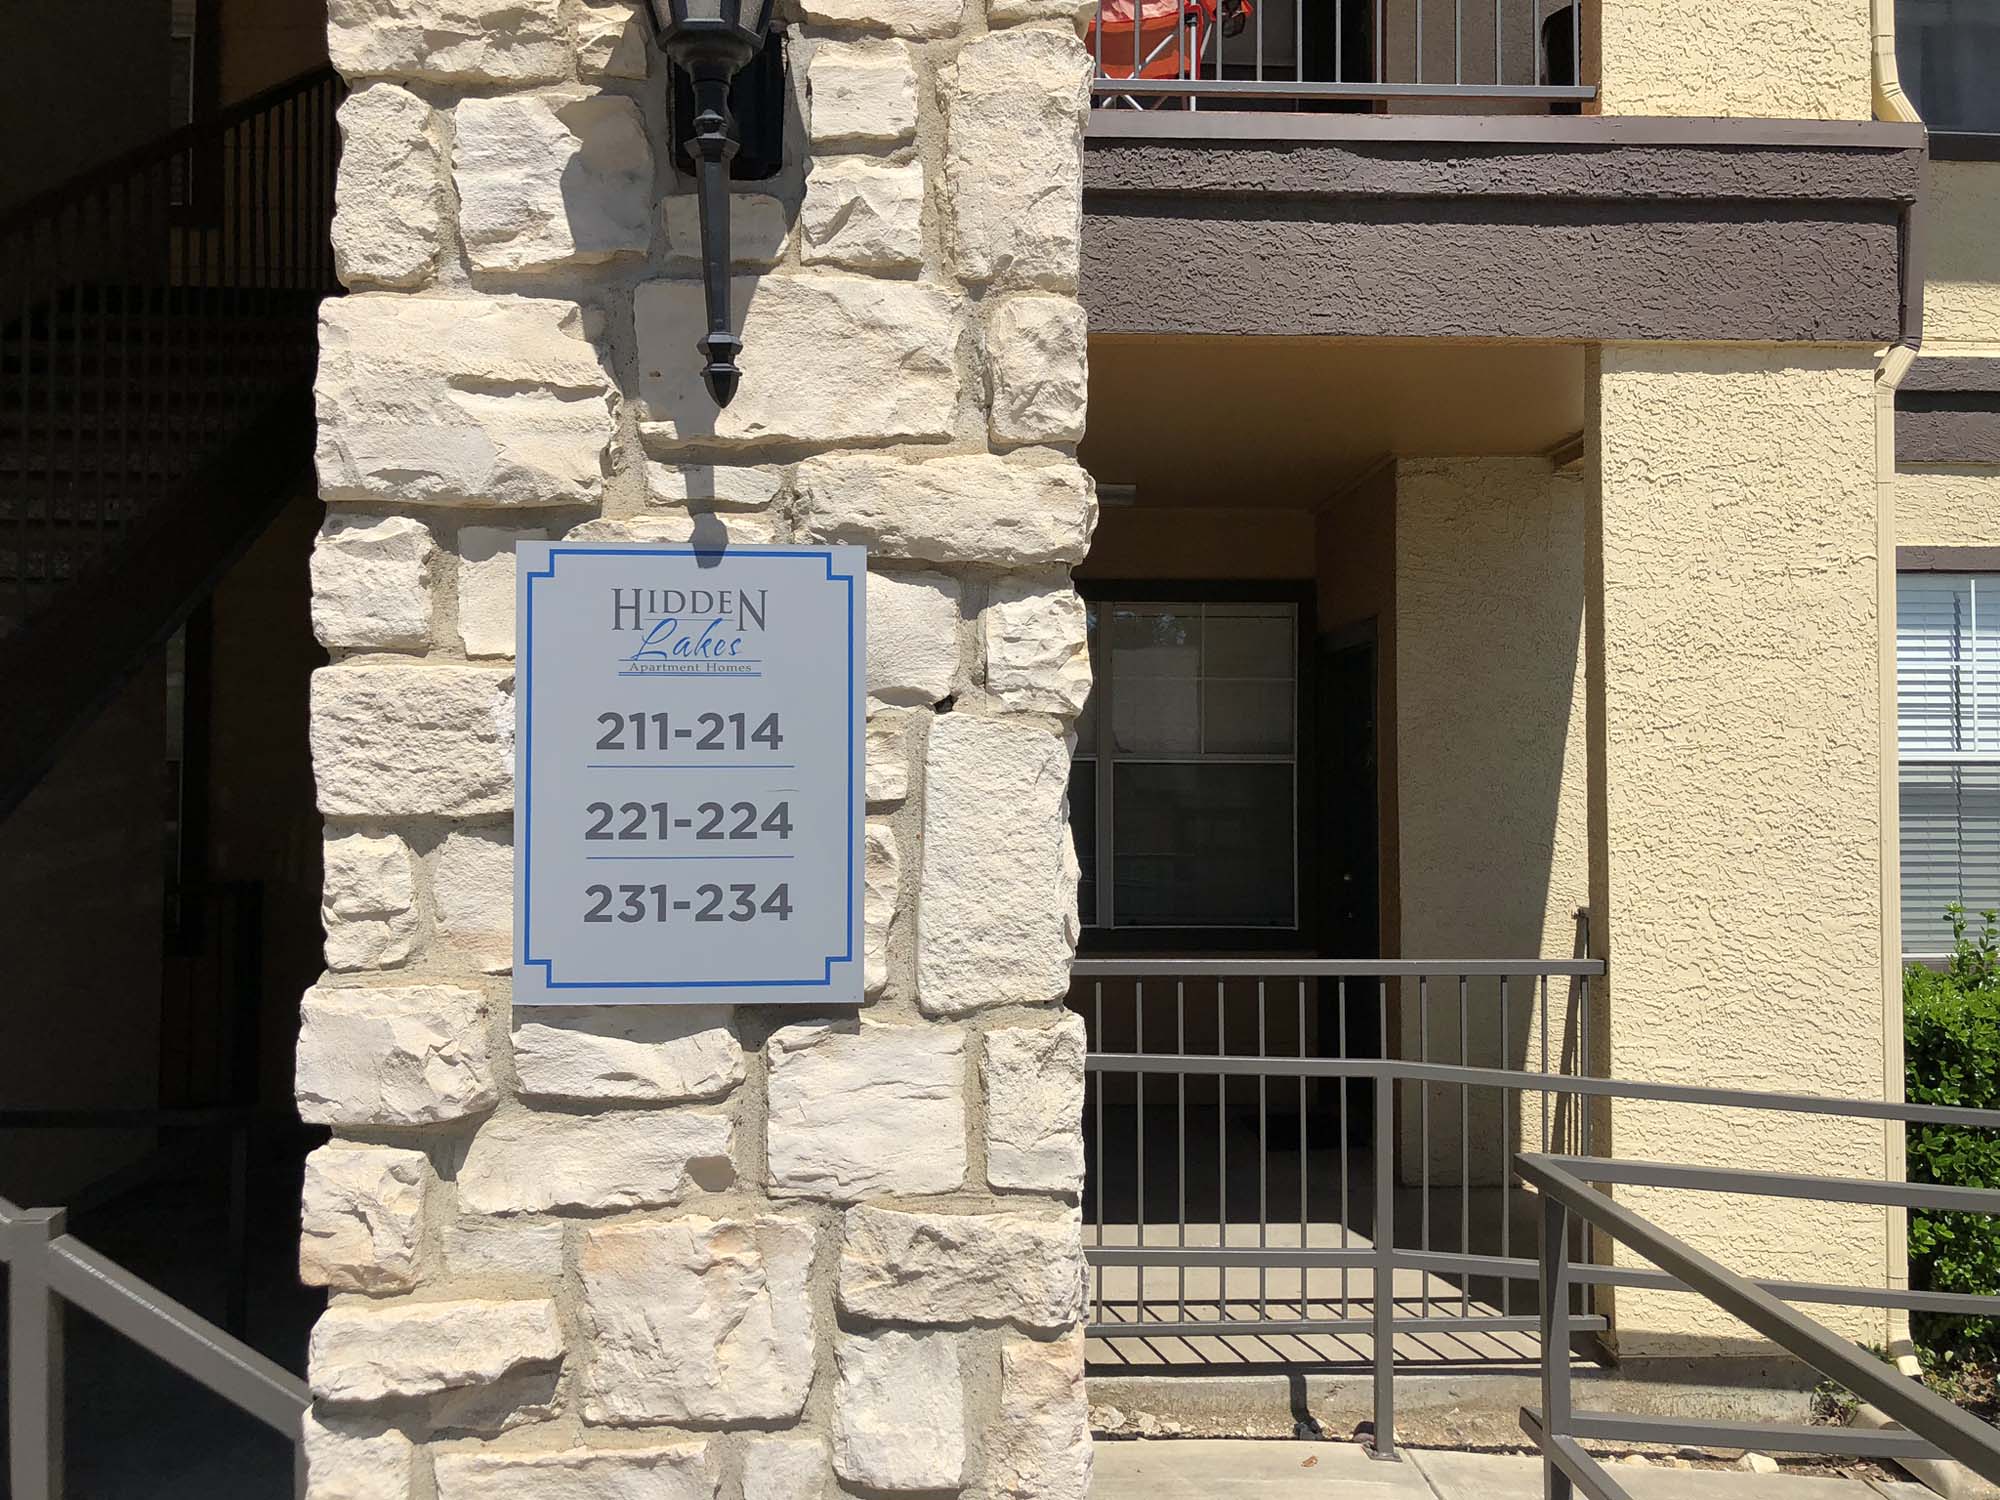 HIDDEN
Lakes
Apartment Homes
211-214
221-224
231-234